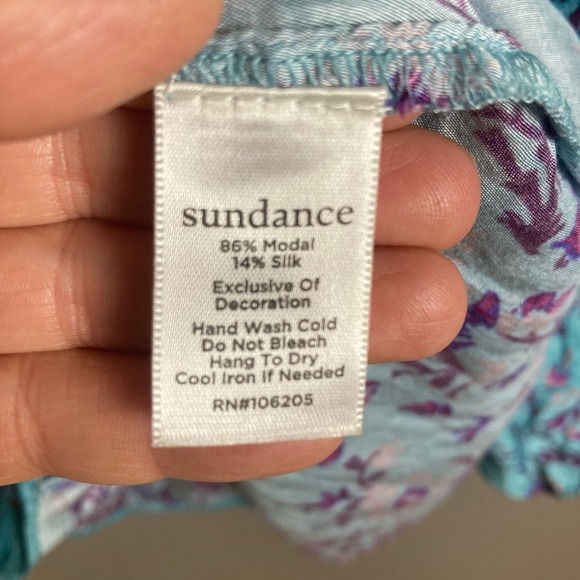 sundance
86% Modal
14% Silk
Exclusive Of
Decoration
Hand Wash Cold
Do Not Bleach
Hang To Dry
Cool Iron If Needed
RN#106205